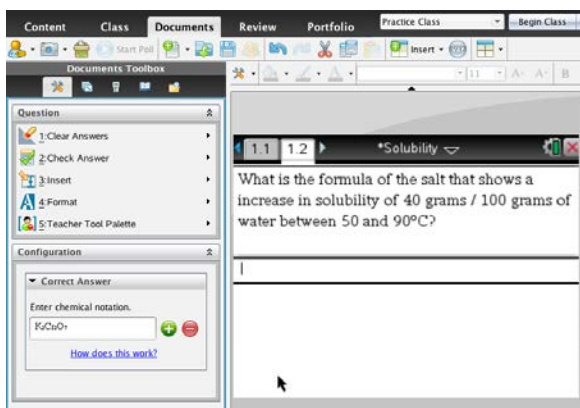 Content Class Documents Review Portfolio Practice Class Begin Class
Start Poll Insert
Documents Toolbox
11 A A B
Question
1:Clear Answers
2:Check Answer
3:Insert
4:Format
5:Teacher Tool Palette
Configuration
Correct Answer
Enter chemical notation.
K₂Cr₂O₇
How does this work?
1.1 1.2 *Solubility
What is the formula of the salt that shows a
increase in solubility of 40 grams / 100 grams of
water between 50 and 90°C?